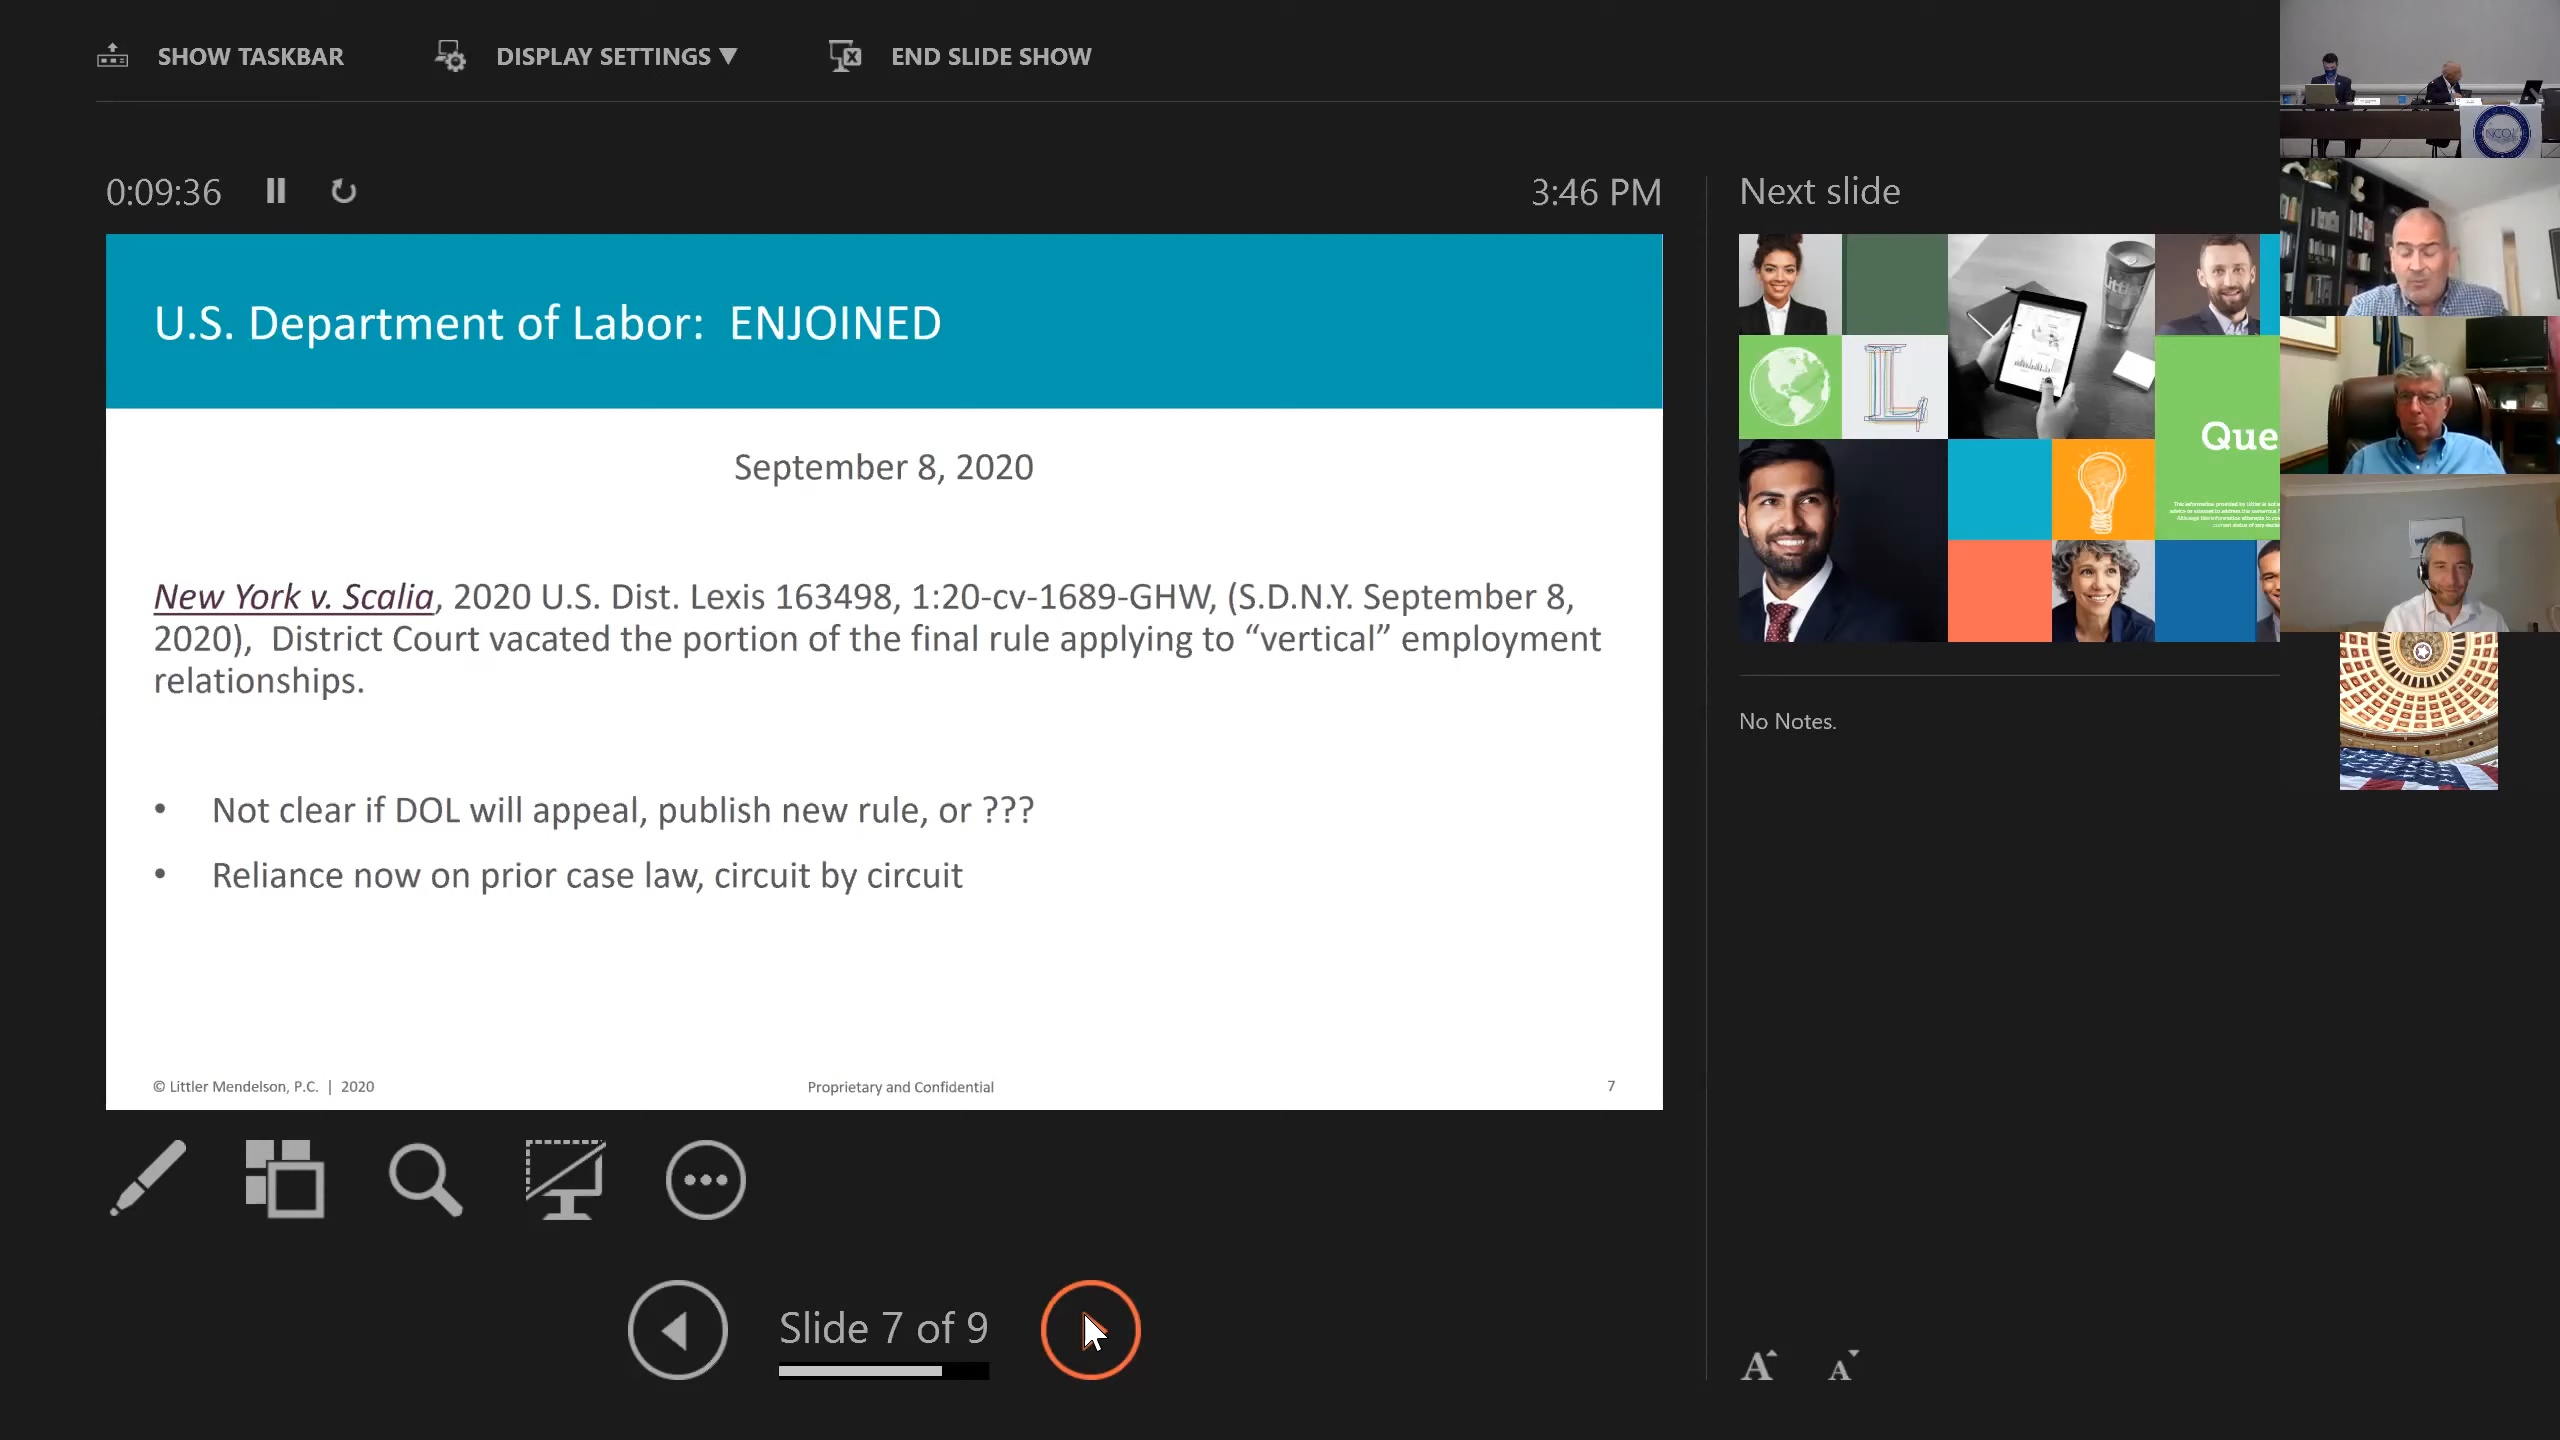 SHOW TASKBAR
DISPLAY SETTINGS ▼
END SLIDE SHOW
0:09:36
3:46 PM
Next slide
U.S. Department of Labor:  ENJOINED
September 8, 2020
New York v. Scalia, 2020 U.S. Dist. Lexis 163498, 1:20-cv-1689-GHW, (S.D.N.Y. September 8,
2020),  District Court vacated the portion of the final rule applying to “vertical” employment
relationships.
• Not clear if DOL will appeal, publish new rule, or ???
• Reliance now on prior case law, circuit by circuit
© Littler Mendelson, P.C. | 2020
Proprietary and Confidential
7
Que
No Notes.
NCOIL
Slide 7 of 9
A
A